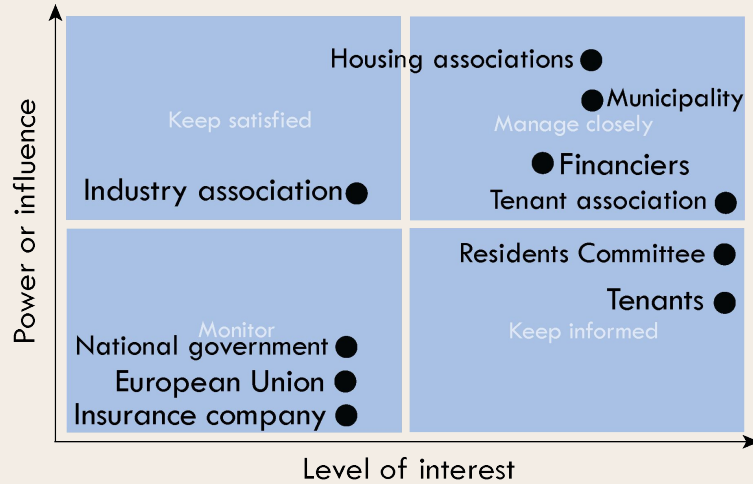 Housing associations
Municipality
Keep satisfied
Manage closely
Financiers
Industry association
Tenant association
Power or influence
Residents Committee
Tenants
Monitor
Keep informed
National government
European Union
Insurance company
Level of interest